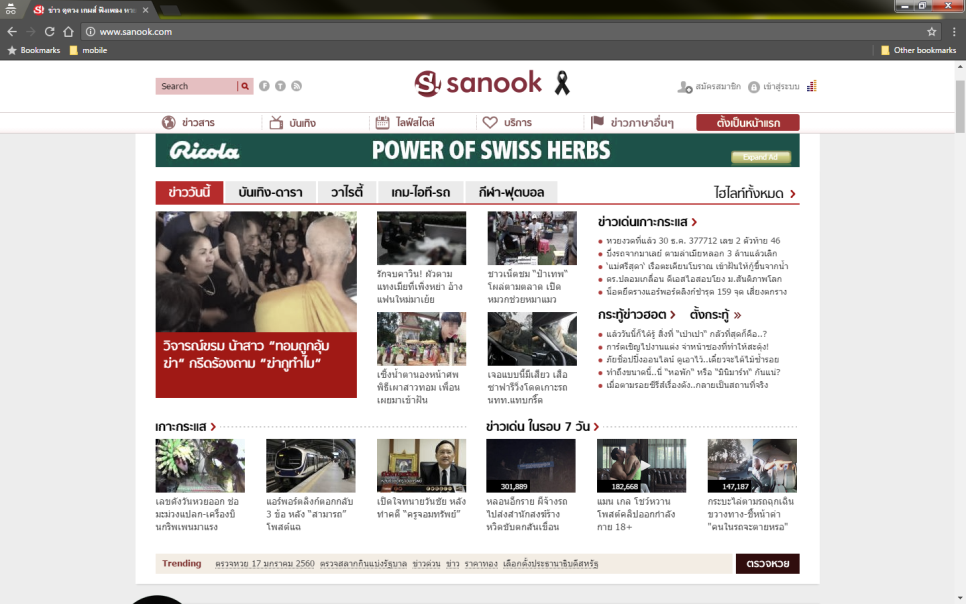 ข่าว ดูดวง เกมส์ ฟังเพลง
www.sanook.com
Bookmarks mobile Other bookmarks
Search
sanook
สมัครสมาชิก เข้าสู่ระบบ
ข่าวสาร บันเทิง ไลฟ์สไตล์ บริการ ข่าวภาษาอื่นๆ ตั้งเป็นหน้าแรก
Ricola POWER OF SWISS HERBS Expand Ad
ข่าววันนี้ บันเทิง-ดารา วาไรตี้ เกม-ไอที-รถ กีฬา-ฟุตบอล ไฮไลท์ทั้งหมด
วิจารณ์ขรม น้าสาว "ทอมถูกอุ้ม
ฆ่า" กรีดร้องถาม "ฆ่ากูทำไม"
รักจบคาวีน! ผัวตาม
แทงเมียที่เพิ่งหย่า อ้าง
แฟนใหม่มาเย้ย
ชาวเน็ตชม "ป้าเทพ"
โผล่ตามตลาด เปิด
หมวกช่วยหมาแมว
เซิ้งน้ำตานองหน้าศพ
พิธีเผาสาวทอม เพื่อน
เผยมาเข้าฝัน
เจอแบบนี้มีเสียว เสือ
ซาฟารีวิ่งโดดเกาะรถ
นทท.แทบกรี๊ด
ข่าวเด่นเกาะกระแส
หวยงวดที่แล้ว 30 ธ.ค. 377712 เลข 2 ตัวท้าย 46
บึ่งรถจากมาเลย์ ตามล่าเมียหลอก 3 ล้านแล้วเลิก
'แม่ศรีสุดา' เรือตะเคียนโบราณ เข้าฝันให้กู้ขึ้นจากน้ำ
ดร.ปลอมเกลื่อน ดีเอสไอสอบโยง ม.สันติภาพโลก
น็อตยึดรางแอร์พอร์ตลิงก์ชำรุด 159 จุด เสี่ยงตกราง
กระทู้ข่าวฮอต ตั้งกระทู้
แล้ววันนี้ก็ได้รู้ สิ่งที่ "เป่าเปา" กลัวที่สุดก็คือ..?
การ์ดเชิญไปงานแต่ง จ่าหน้าซองที่ทำให้สะดุ้ง!
ภัยช็อปปิ้งออนไลน์ ดูเอาไว้..เดี๋ยวจะได้ไม่ช้ำรอย
ทำถึงขนาดนี้..นี่ "หอพัก" หรือ "มินิมาร์ท" กันแน่?
เมื่อตามรอยซีรีส์เรื่องดัง..กลายเป็นสถานที่จริง
เกาะกระแส ข่าวเด่น ในรอบ 7 วัน
301,889 182,668 147,187
เลขดังวันหวยออก ช่อ
มะม่วงแปลก-เครื่องบิ
นกริพเพนมาแรง
แอร์พอร์ตลิงก์ตอกกลับ
3 ข้อ หลัง "สามารถ"
โพสต์แฉ
เปิดใจทนายวันชัย หลัง
ทำคดี "ครูจอมทรัพย์"
หลอนอีกราย ผีจ้างรถ
ไปส่งสำนักสงฆ์ร้าง
หวิดขับตกสันเขื่อน
แมน เกล โชว์หวาน
โพสต์คลิปออกกำลัง
กาย 18+
กระบะไล่ตามรถฉุกเฉิน
ขวางทาง-ชี้หน้าด่า
"คนในรถจะตายหรอ"
Trending ตรวจหวย 17 มกราคม 2560 ตรวจสลากกินแบ่งรัฐบาล ข่าวด่วน ข่าว ราคาทอง เลือกตั้งประธานาธิบดีสหรัฐ ตรวจหวย